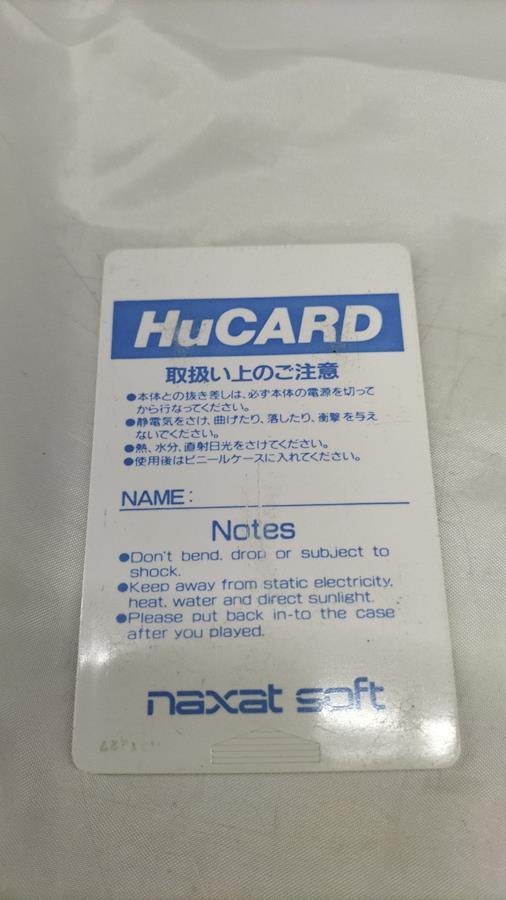 HuCARD
取扱い上のご注意
●本体との抜き差しは、必ず本体の電源を切って
から行なってください。
●静電気をさけ、曲げたり、落したり、衝撃を与え
ないでください。
●熱、水分、直射日光をさけてください。
●使用後はビニールケースに入れてください。
NAME:
Notes
●Don't bend, drop or subject to
shock.
●Keep away from static electricity,
heat, water and direct sunlight.
●Please put back in-to the case
after you played.
naxat soft